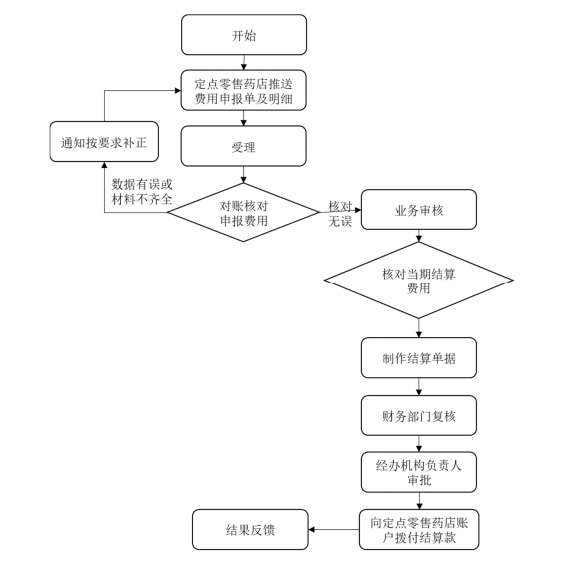 开始
定点零售药店推送
费用申报单及明细
通知按要求补正
受理
数据有误或
材料不齐全
对账核对
申报费用
核对
无误
业务审核
核对当期结算
费用
制作结算单据
财务部门复核
经办机构负责人
审批
向定点零售药店账
户拨付结算款
结果反馈